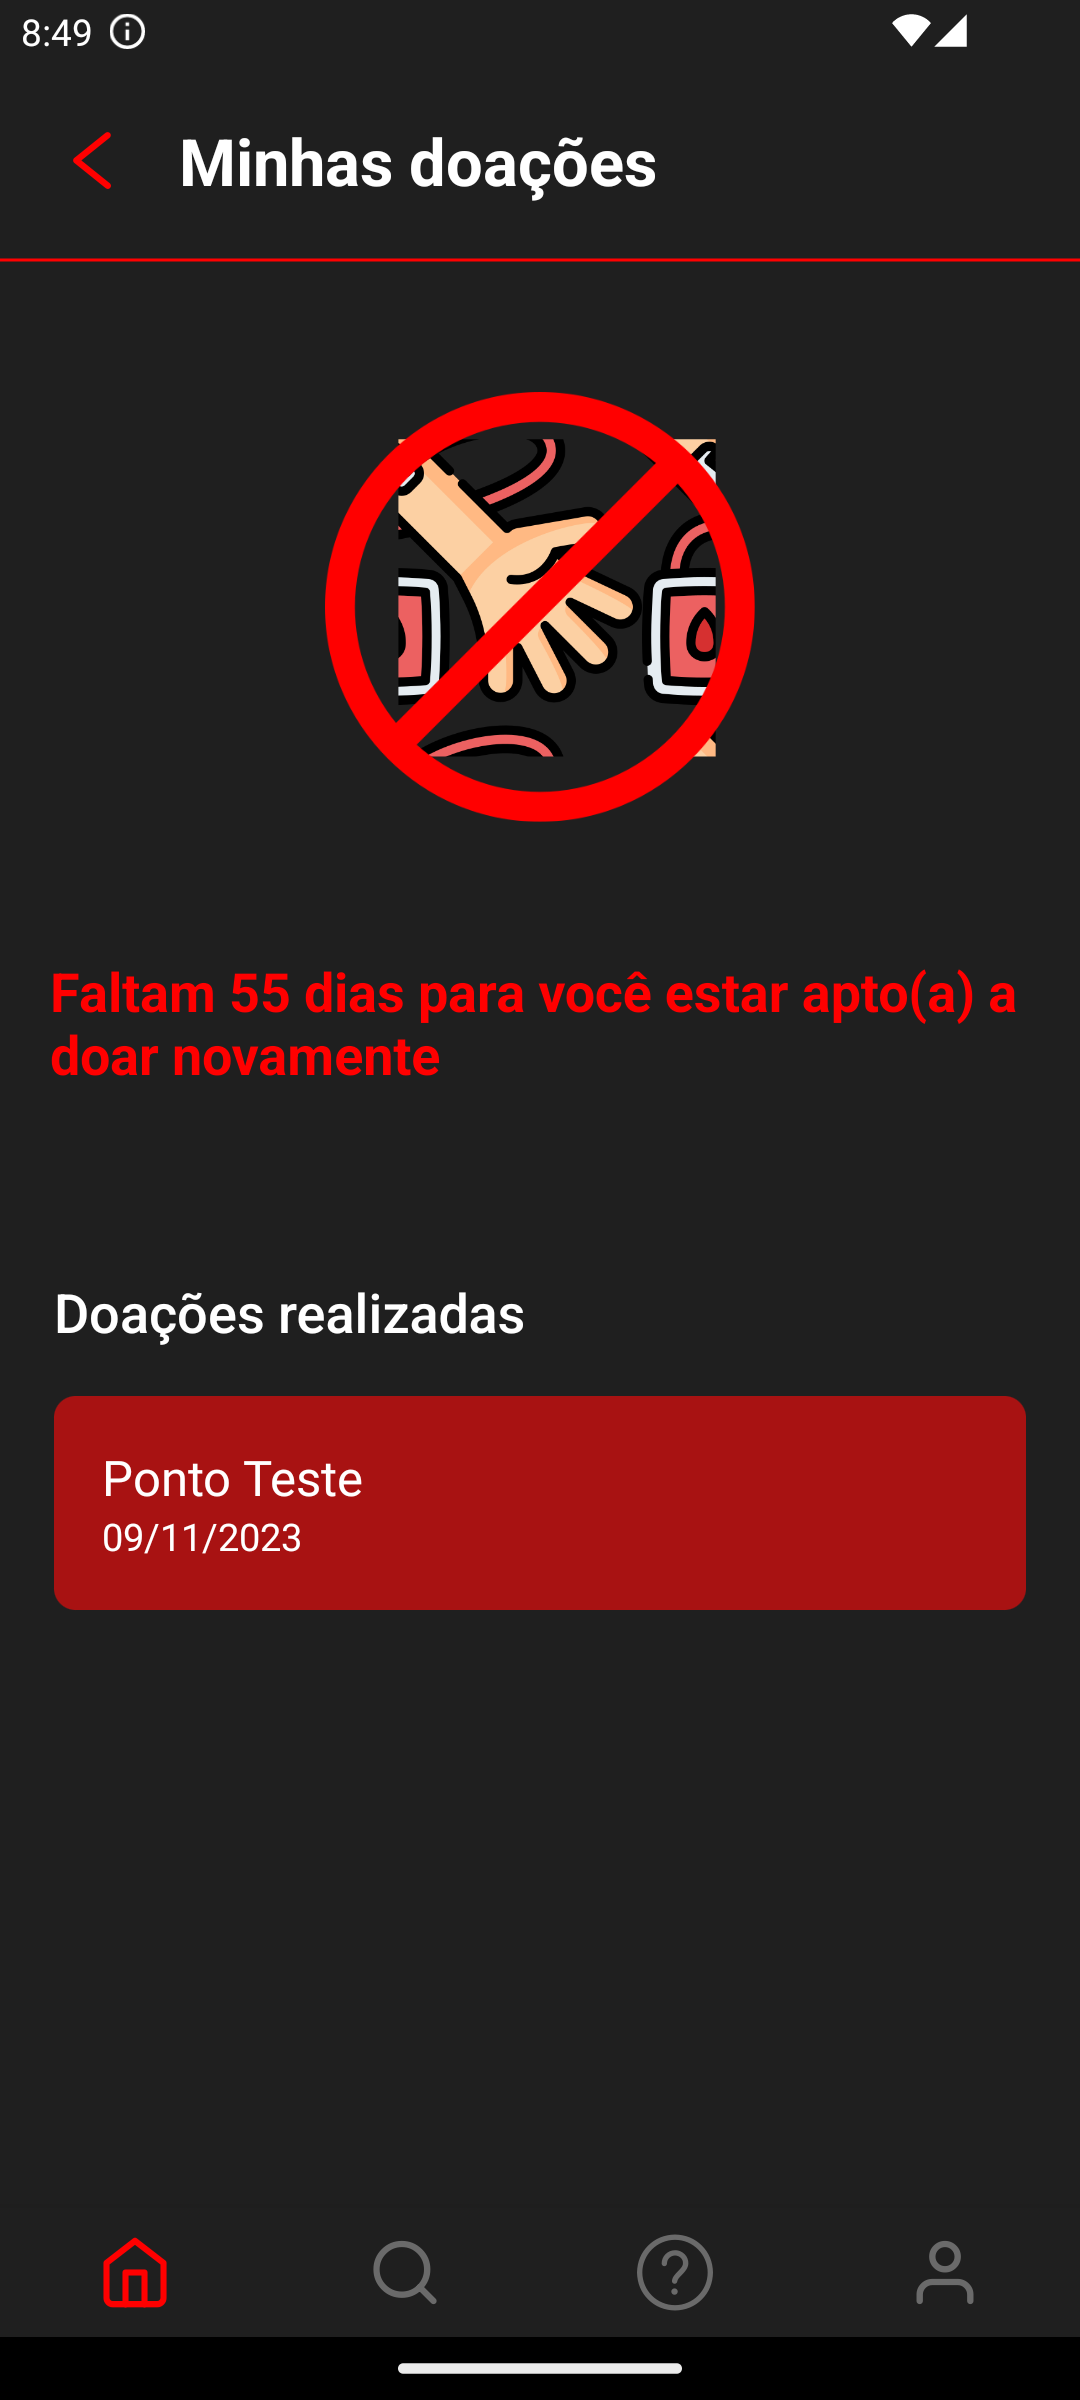 8:49
Minhas doações
Faltam 55 dias para você estar apto(a) a
doar novamente
Doações realizadas
Ponto Teste
09/11/2023